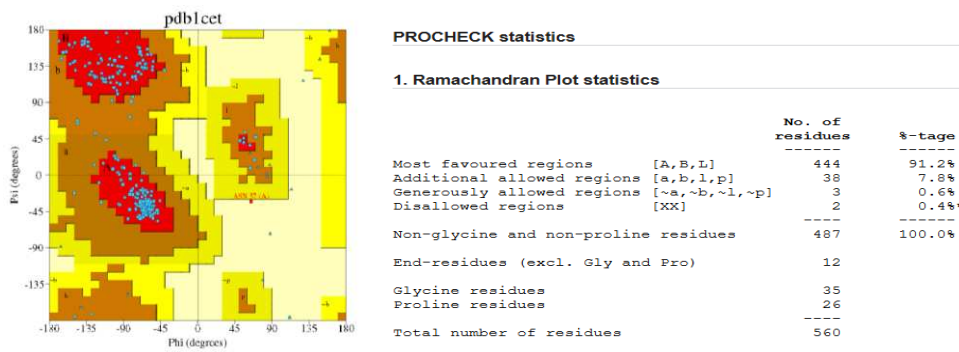 pdb1cet
180
135
90
45
0
-45
-90
-135
-180 -135 -90 -45 0 45 90 135 180
Psi (degrees)
Phi (degrees)
PROCHECK statistics
1. Ramachandran Plot statistics
No. of
residues %-tage
------ ------
Most favoured regions [A,B,L] 444 91.2%
Additional allowed regions [a,b,l,p] 38 7.8%
Generously allowed regions [~a,~b,~l,~p] 3 0.6%
Disallowed regions [XX] 2 0.4%*
---- ------
Non-glycine and non-proline residues 487 100.0%
End-residues (excl. Gly and Pro) 12
Glycine residues 35
Proline residues 26
----
Total number of residues 560